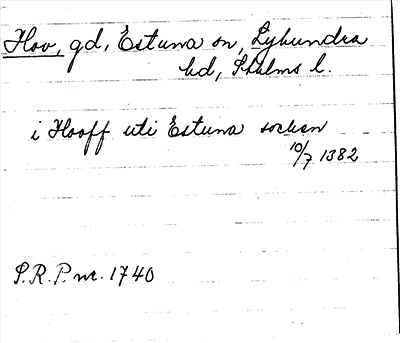 Hov, gd, Estuna sn, Lyhundra
hd, Sthlms l.
i Hooff uti Estuna socken
10/7 1382
S.R.P. nr. 1740